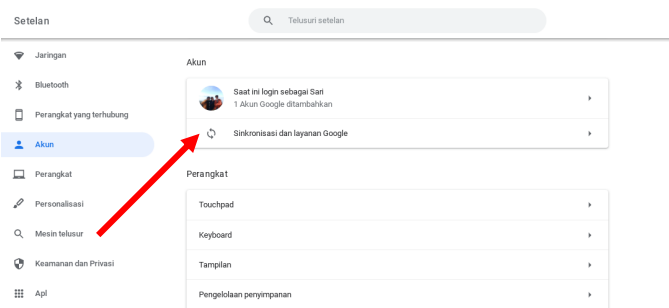 Setelan
Telusuri setelan
Jaringan
Bluetooth
Perangkat yang terhubung
Akun
Perangkat
Personalisasi
Mesin telusur
Keamanan dan Privasi
Apl
Akun
Saat ini login sebagai Sari
1 Akun Google ditambahkan
Sinkronisasi dan layanan Google
Perangkat
Touchpad
Keyboard
Tampilan
Pengelolaan penyimpanan